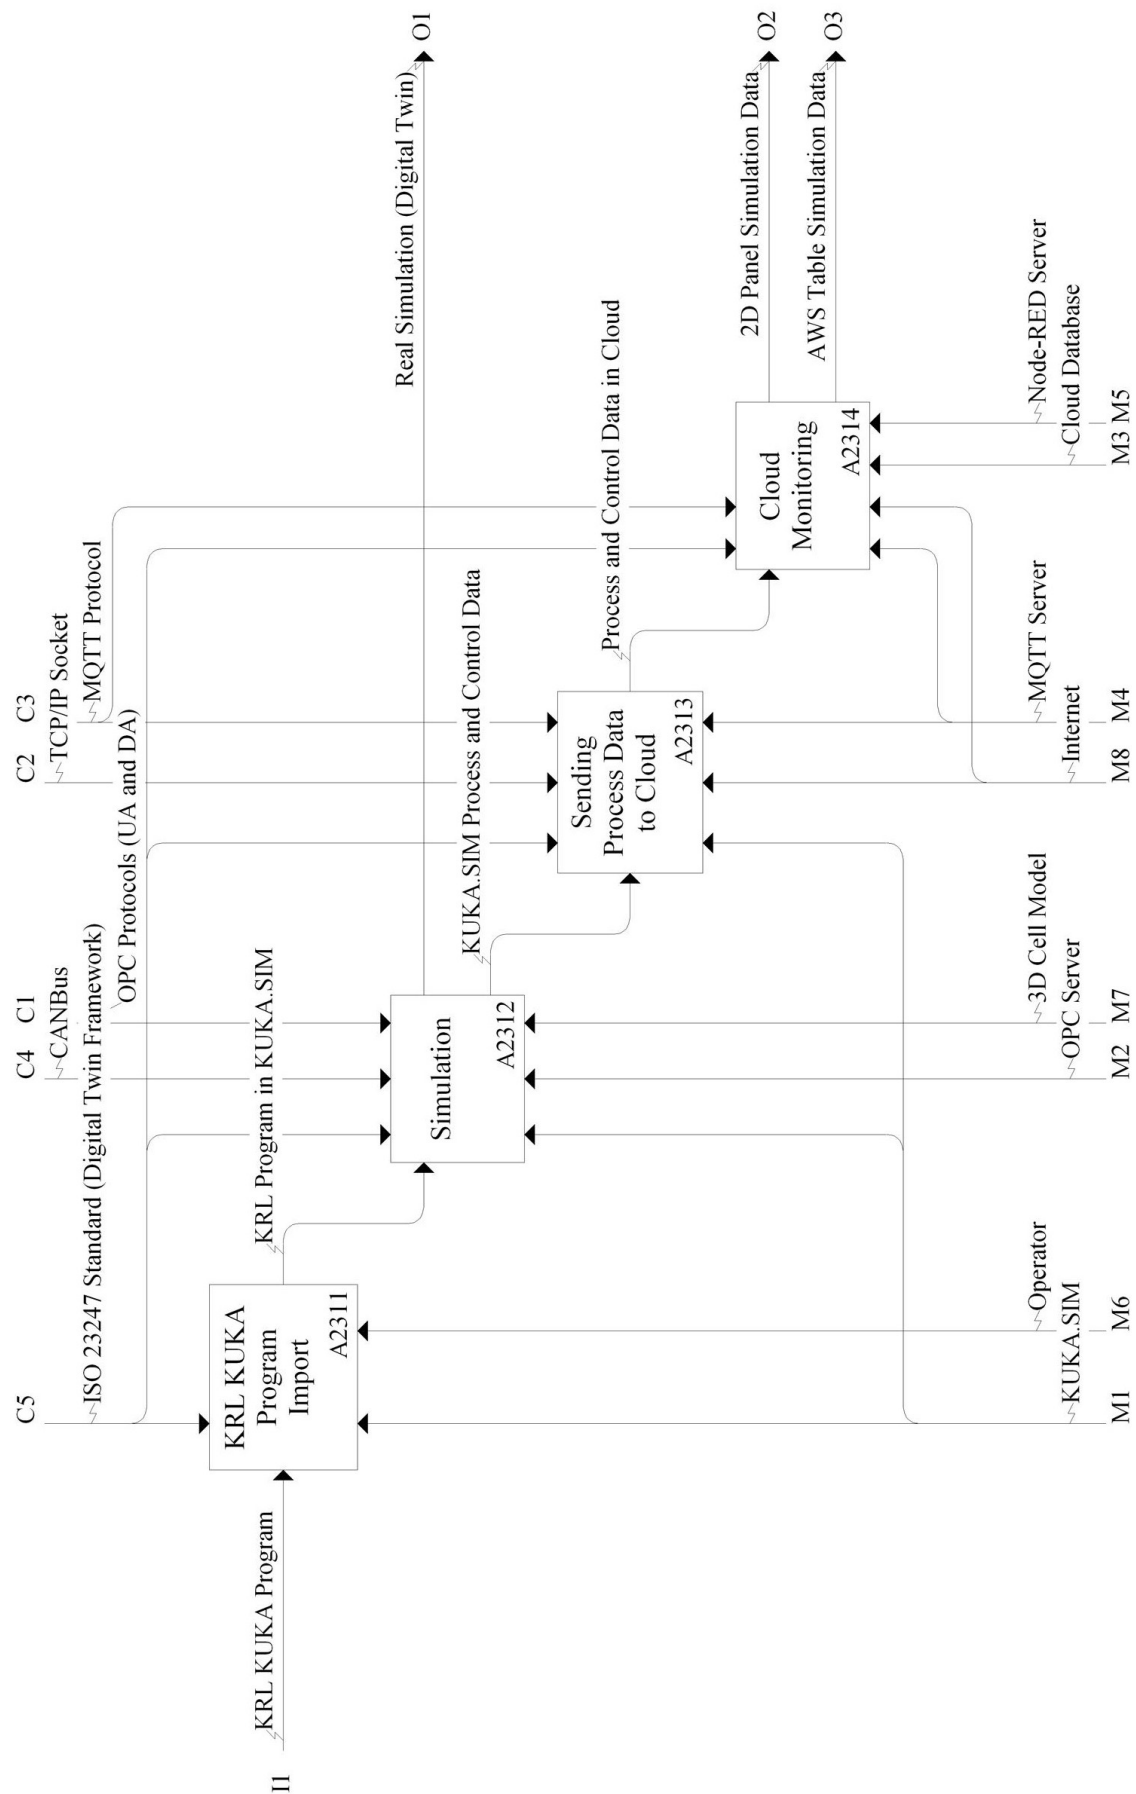 C5
C4
C1
C2
C3
ISO 23247 Standard (Digital Twin Framework)
CANBus
OPC Protocols (UA and DA)
TCP/IP Socket
MQTT Protocol
I1
KRL KUKA Program
KRL KUKA
Program
Import
A2311
KRL Program in KUKA.SIM
Simulation
A2312
Real Simulation (Digital Twin)
O1
KUKA.SIM Process and Control Data
Sending
Process Data
to Cloud
A2313
Process and Control Data in Cloud
Cloud
Monitoring
A2314
2D Panel Simulation Data
O2
AWS Table Simulation Data
O3
Operator
3D Cell Model
MQTT Server
Node-RED Server
KUKA.SIM
OPC Server
Internet
Cloud Database
M1
M6
M2
M7
M8
M4
M3
M5